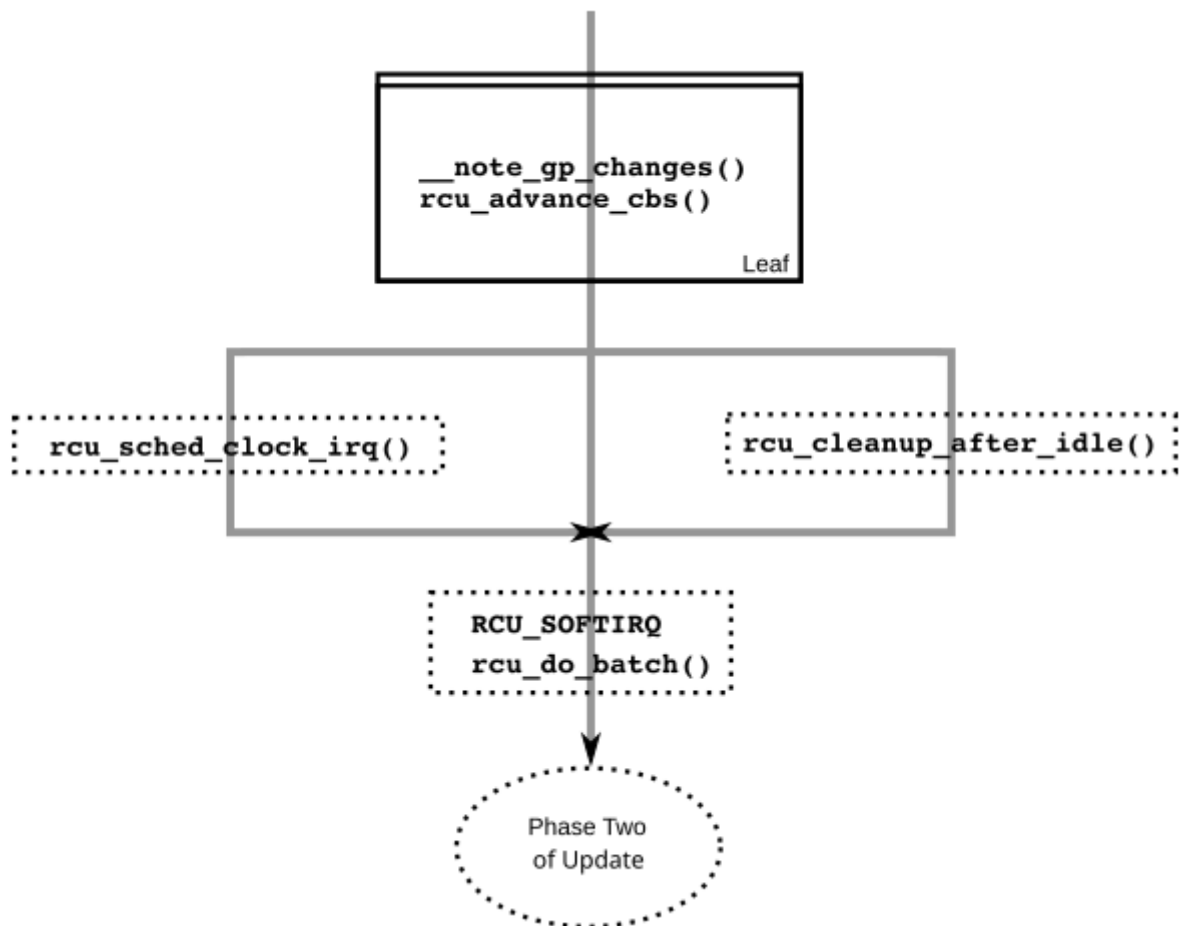 __note_gp_changes()
rcu_advance_cbs()
Leaf
rcu_sched_clock_irq()
rcu_cleanup_after_idle()
RCU_SOFTIRQ
rcu_do_batch()
Phase Two
of Update